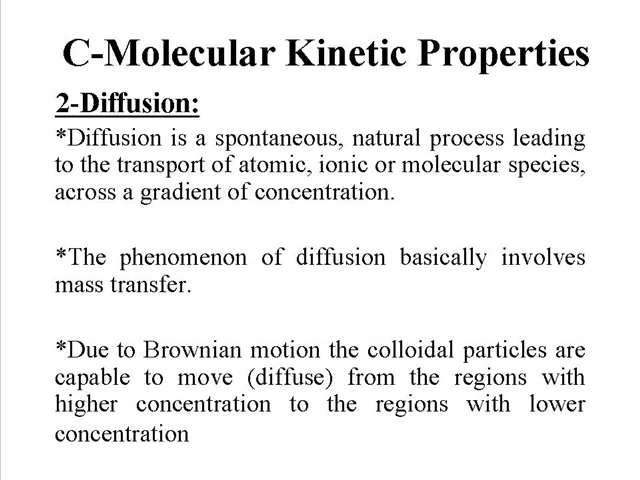 C-Molecular Kinetic Properties
2-Diffusion:
*Diffusion is a spontaneous, natural process leading
to the transport of atomic, ionic or molecular species,
across a gradient of concentration.
*The phenomenon of diffusion basically involves
mass transfer.
*Due to Brownian motion the colloidal particles are
capable to move (diffuse) from the regions with
higher concentration to the regions with lower
concentration